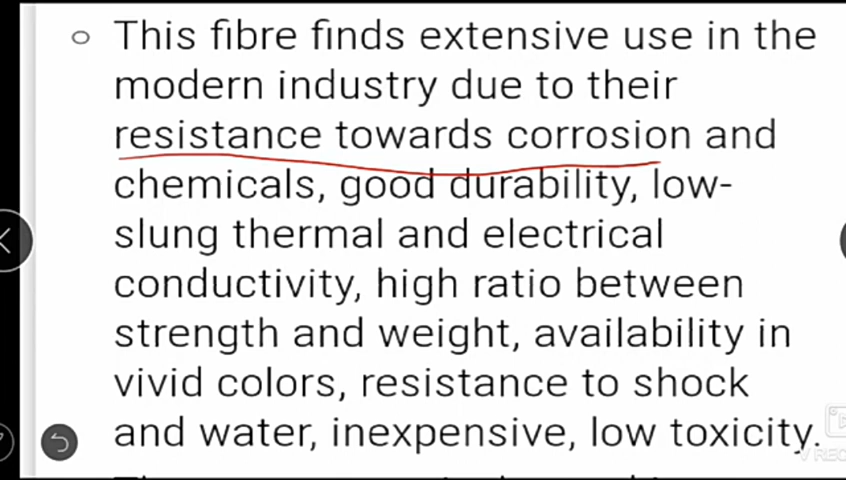 This fibre finds extensive use in the
modern industry due to their
resistance towards corrosion and
chemicals, good durability, low-
slung thermal and electrical
conductivity, high ratio between
strength and weight, availability in
vivid colors, resistance to shock
and water, inexpensive, low toxicity.
V REC